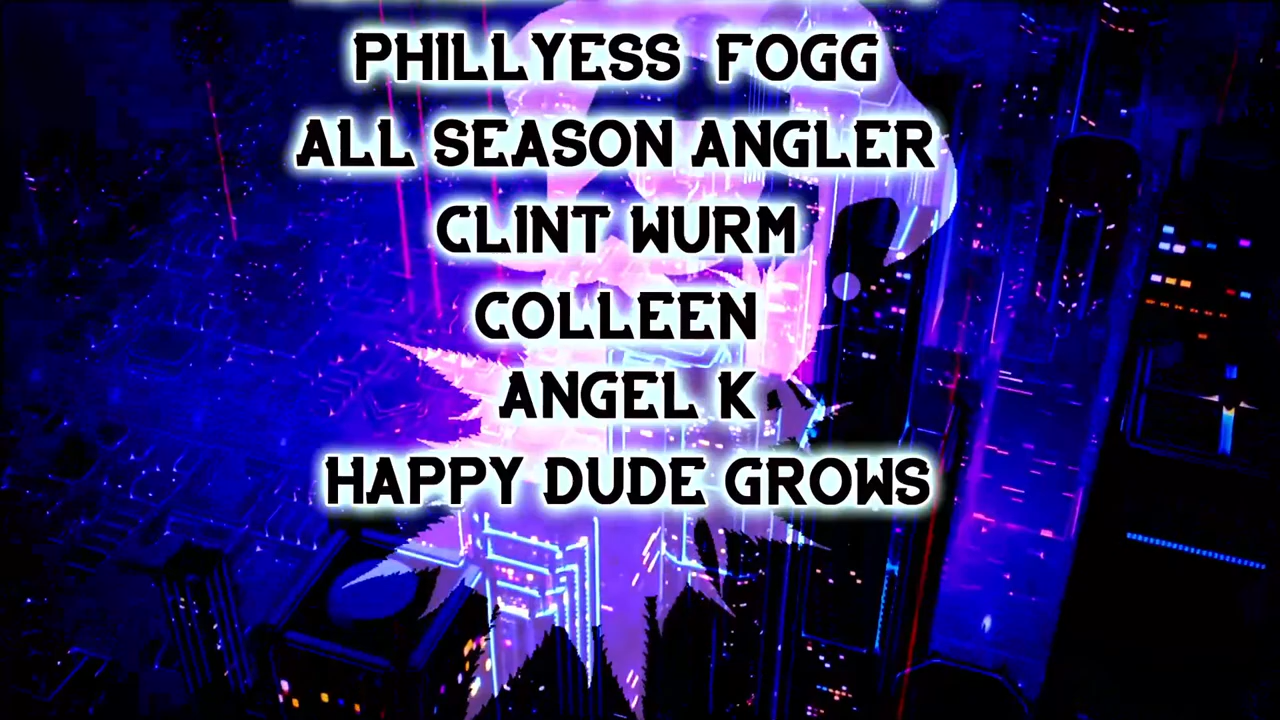 PHILLYESS FOGG
ALL SEASON ANGLER
CLINT WURM
COLLEEN
ANGEL K
HAPPY DUDE GROWS